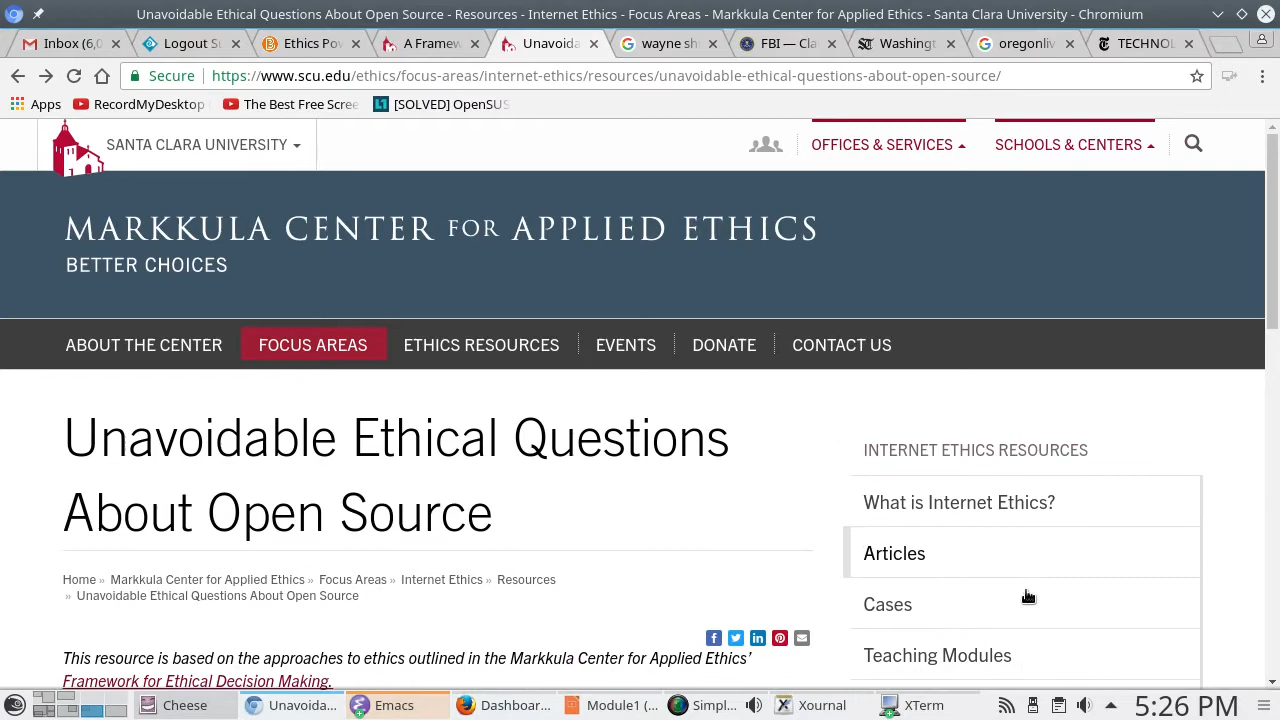 Unavoidable Ethical Questions About Open Source - Resources - Internet Ethics - Focus Areas - Markkula Center for Applied Ethics - Santa Clara University - Chromium
Inbox (6,0 Logout Su Ethics Pow A Framew Unavoida wayne sh FBI — Cla Washingt oregonliv TECHNOL
Secure https://www.scu.edu/ethics/focus-areas/internet-ethics/resources/unavoidable-ethical-questions-about-open-source/
Apps RecordMyDesktop The Best Free Scree [SOLVED] OpenSUS
SANTA CLARA UNIVERSITY OFFICES & SERVICES SCHOOLS & CENTERS
MARKKULA CENTER FOR APPLIED ETHICS
BETTER CHOICES
ABOUT THE CENTER FOCUS AREAS ETHICS RESOURCES EVENTS DONATE CONTACT US
Unavoidable Ethical Questions
About Open Source
Home » Markkula Center for Applied Ethics » Focus Areas » Internet Ethics » Resources
» Unavoidable Ethical Questions About Open Source
This resource is based on the approaches to ethics outlined in the Markkula Center for Applied Ethics’
Framework for Ethical Decision Making.
INTERNET ETHICS RESOURCES
What is Internet Ethics?
Articles
Cases
Teaching Modules
Cheese Unavoida... Emacs Dashboar... Module1 (... Simpl... Xournal XTerm 5:26 PM